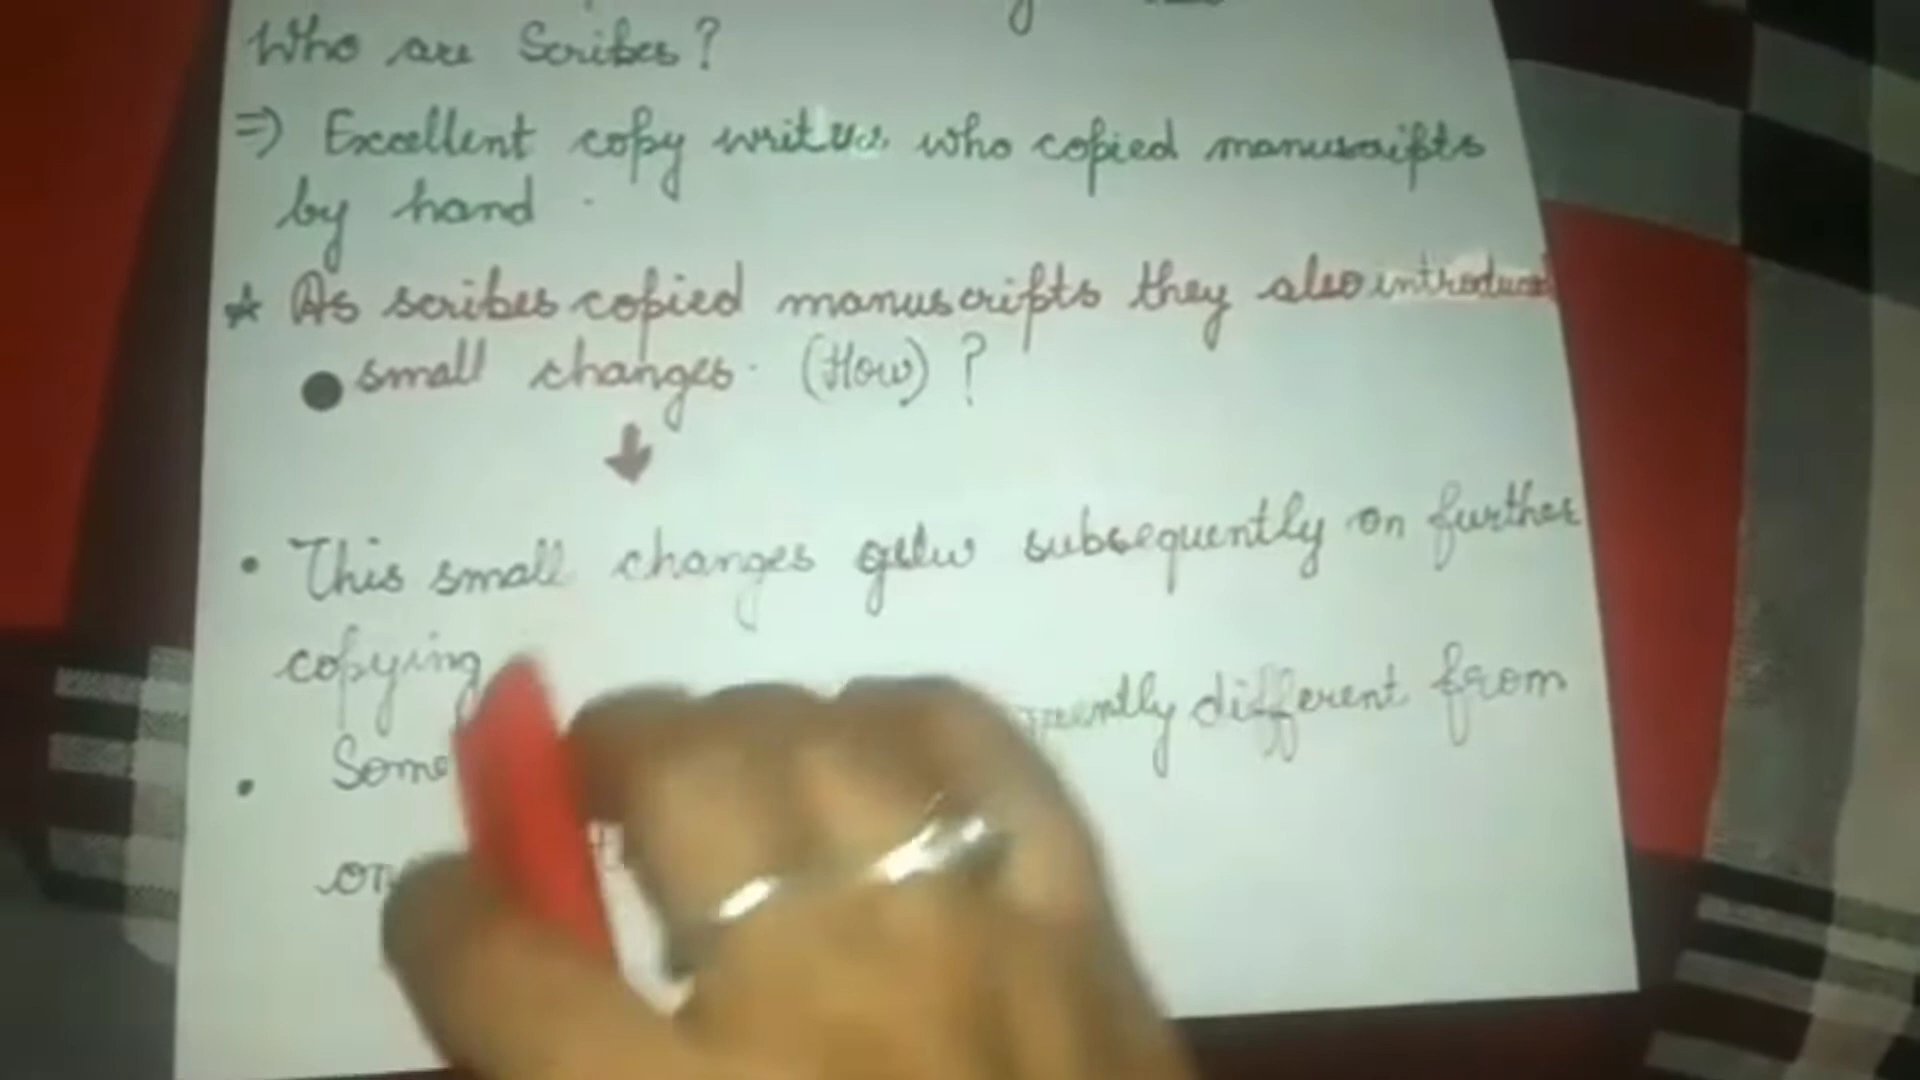 Who are Scribes?
=> Excellent copy writers who copied manuscripts
by hand.
☆ As scribes copied manuscripts they also introduced
small changes. (How)?
• This small changes grew subsequently on further
copying
• Some different from